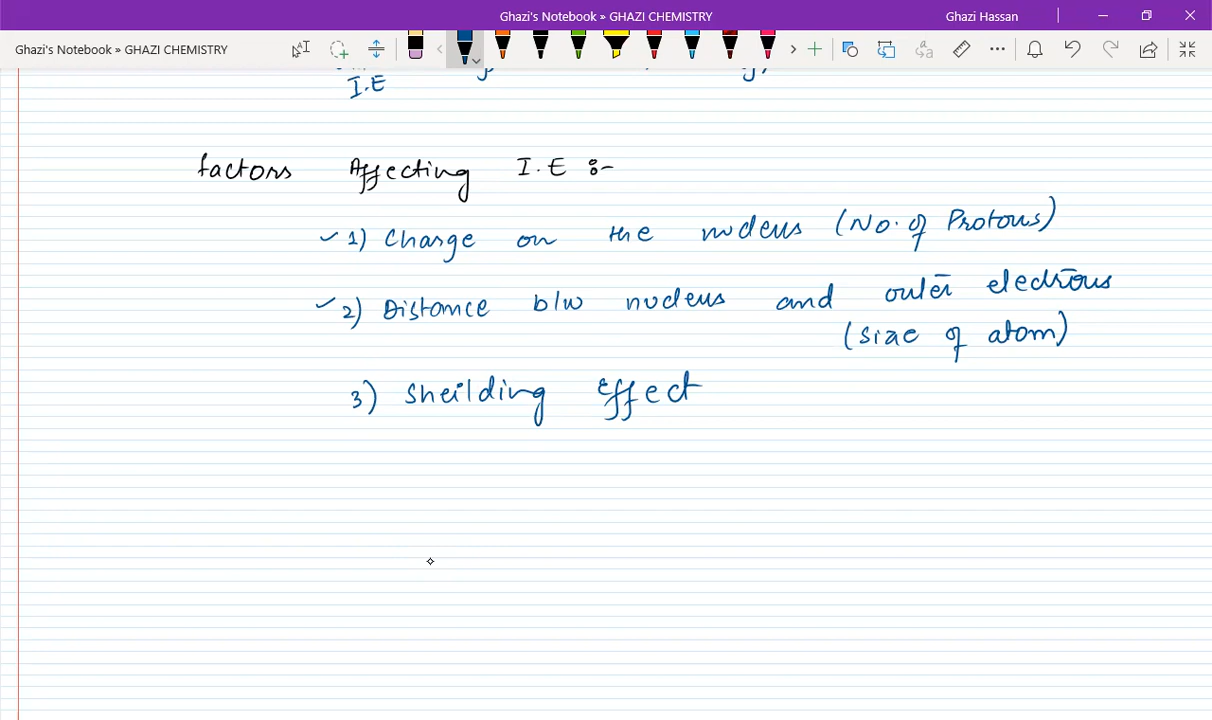 Ghazi's Notebook » GHAZI CHEMISTRY
Ghazi Hassan
Ghazi's Notebook » GHAZI CHEMISTRY
I.E
factors Affecting I.E :-
1) Charge on the nucleus (No. of Protons)
2) Distance b/w nucleus and outer electrons
(size of atom)
3) Sheilding Effect